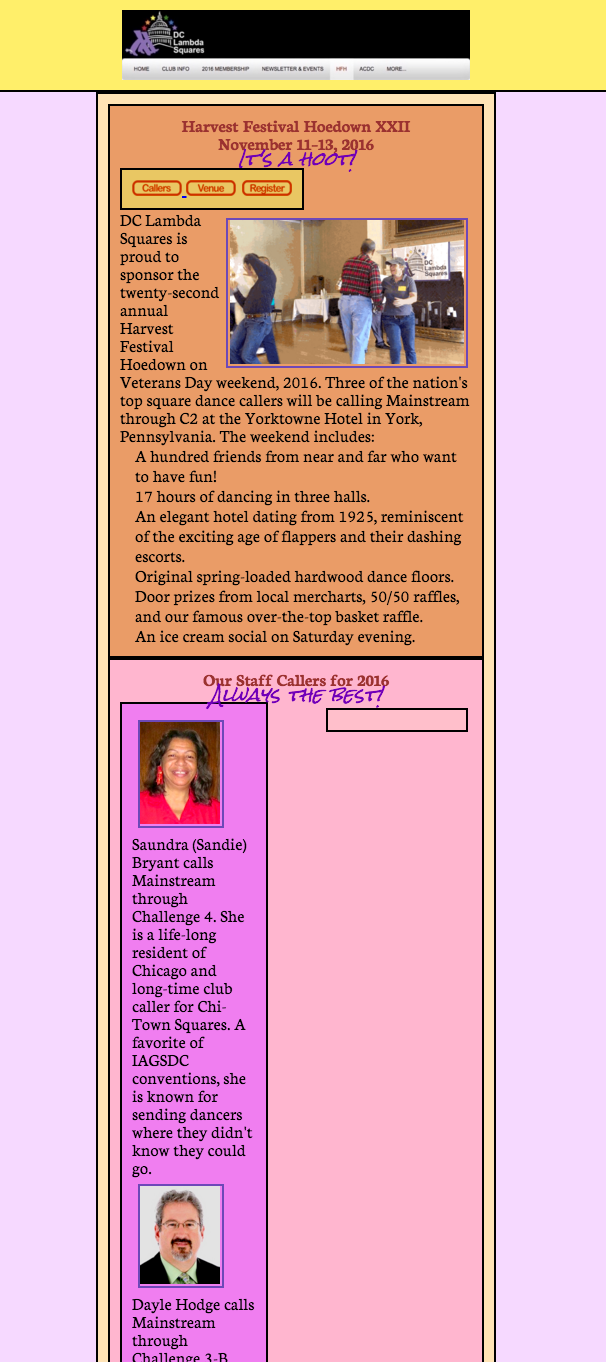 DC
Lambda
Squares
HOME CLUB INFO 2016 MEMBERSHIP NEWSLETTER & EVENTS HFH ACDC MORE...
Harvest Festival Hoedown XXII
November 11–13, 2016
It's a hoot!
Callers Venue Register
DC Lambda
Squares is
proud to
sponsor the
twenty-second
annual
Harvest
Festival
Hoedown on
DC
Lambda
Squares
Veterans Day weekend, 2016. Three of the nation's
top square dance callers will be calling Mainstream
through C2 at the Yorktowne Hotel in York,
Pennsylvania. The weekend includes:
A hundred friends from near and far who want
to have fun!
17 hours of dancing in three halls.
An elegant hotel dating from 1925, reminiscent
of the exciting age of flappers and their dashing
escorts.
Original spring-loaded hardwood dance floors.
Door prizes from local mercharts, 50/50 raffles,
and our famous over-the-top basket raffle.
An ice cream social on Saturday evening.
Our Staff Callers for 2016
Always the best!
Saundra (Sandie)
Bryant calls
Mainstream
through
Challenge 4. She
is a life-long
resident of
Chicago and
long-time club
caller for Chi-
Town Squares. A
favorite of
IAGSDC
conventions, she
is known for
sending dancers
where they didn't
know they could
go.
Dayle Hodge calls
Mainstream
through
Challenge 3-B